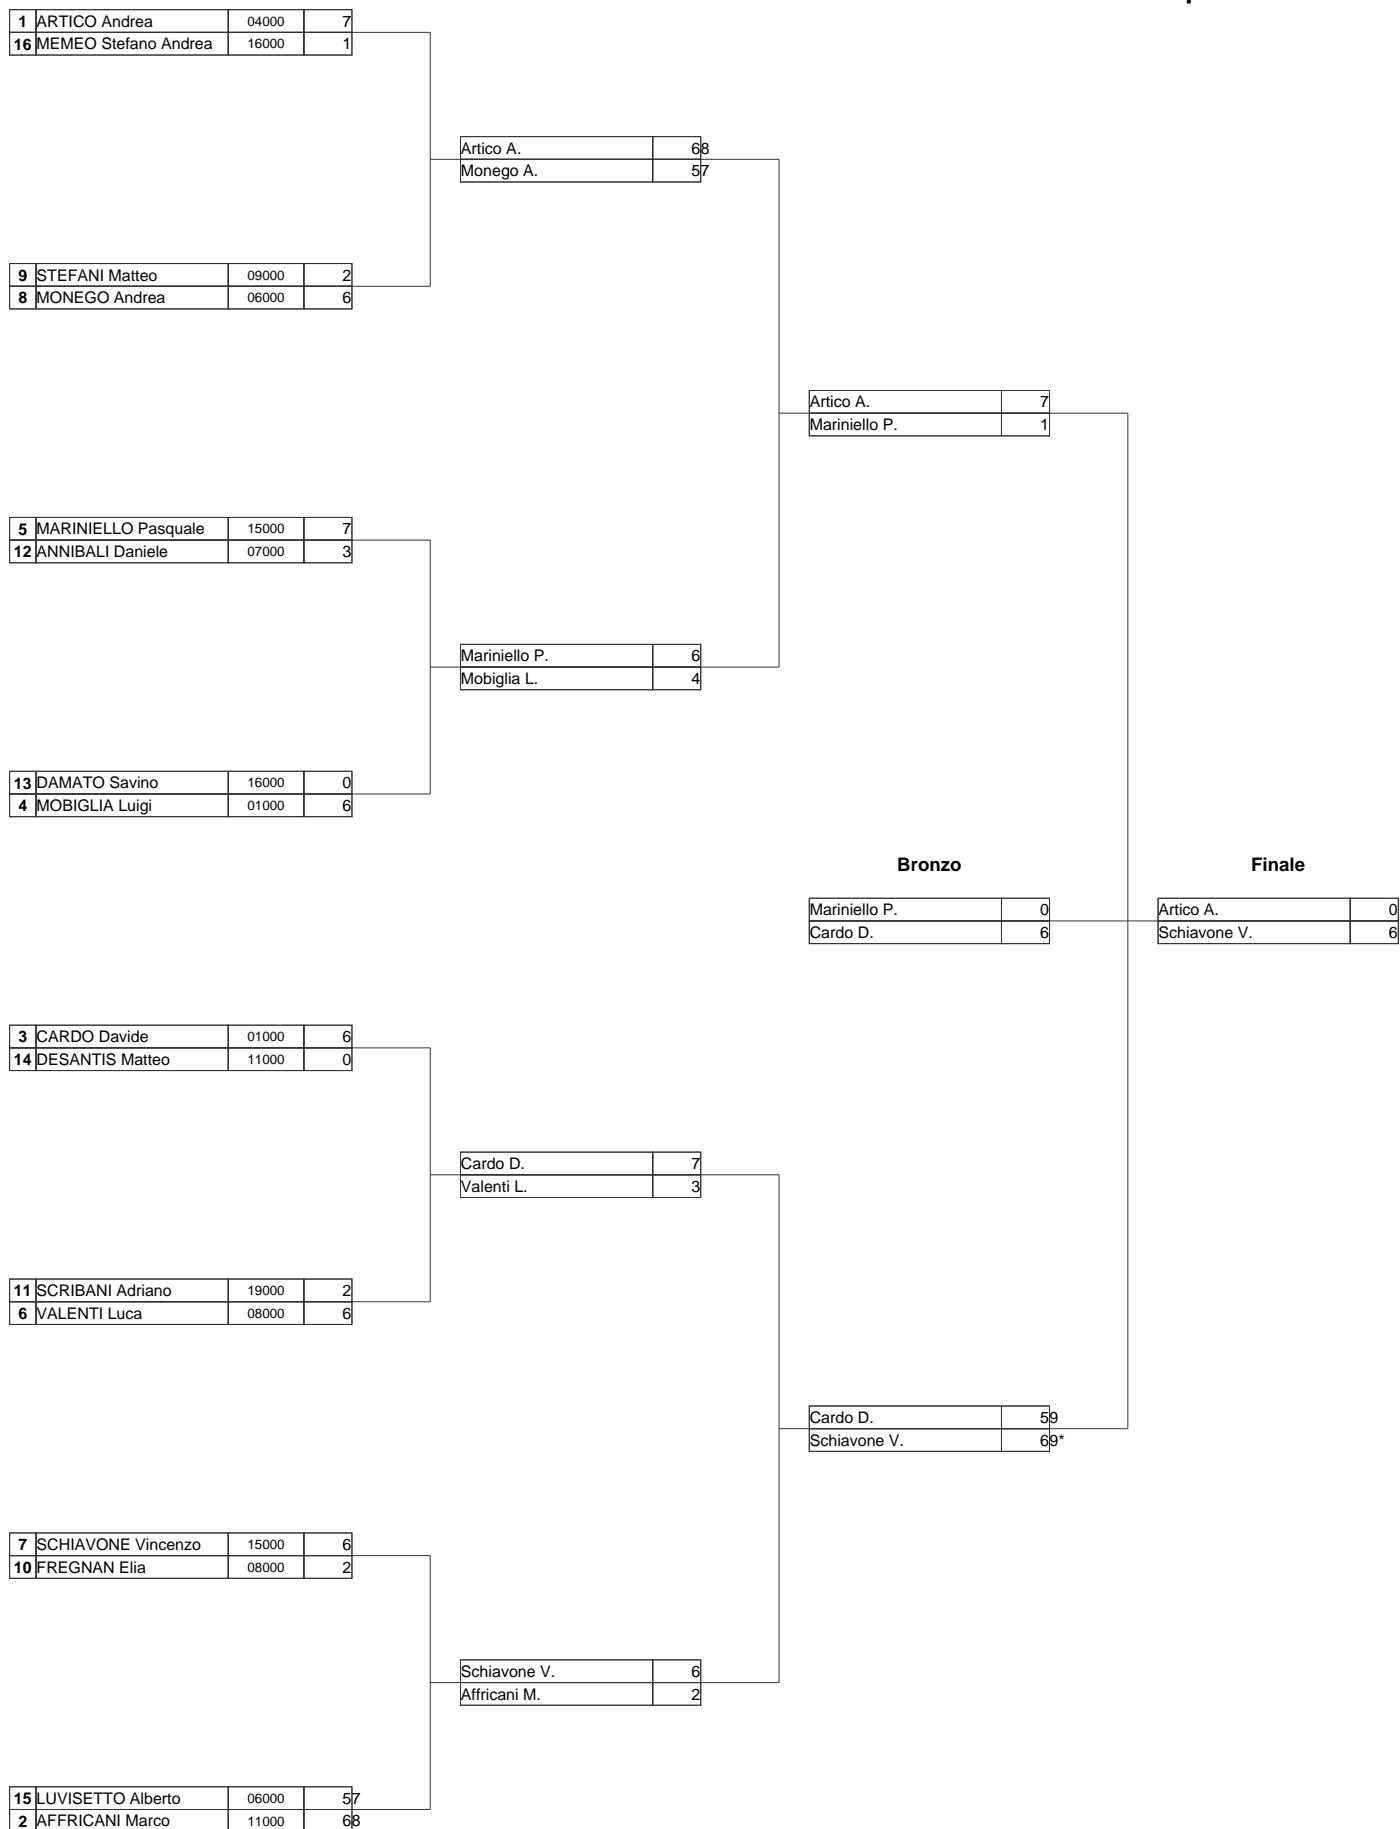 1 ARTICO Andrea 04000 7
16 MEMEO Stefano Andrea 16000 1
Artico A. 68
Monego A. 57
9 STEFANI Matteo 09000 2
8 MONEGO Andrea 06000 6
Artico A. 7
Mariniello P. 1
5 MARINIELLO Pasquale 15000 7
12 ANNIBALI Daniele 07000 3
Mariniello P. 6
Mobiglia L. 4
13 DAMATO Savino 16000 0
4 MOBIGLIA Luigi 01000 6
Bronzo Finale
Mariniello P. 0 Artico A. 0
Cardo D. 6 Schiavone V. 6
3 CARDO Davide 01000 6
14 DESANTIS Matteo 11000 0
Cardo D. 7
Valenti L. 3
11 SCRIBANI Adriano 19000 2
6 VALENTI Luca 08000 6
Cardo D. 59
Schiavone V. 69*
7 SCHIAVONE Vincenzo 15000 6
10 FREGNAN Elia 08000 2
Schiavone V. 6
Affricani M. 2
15 LUVISETTO Alberto 06000 57
2 AFFRICANI Marco 11000 68